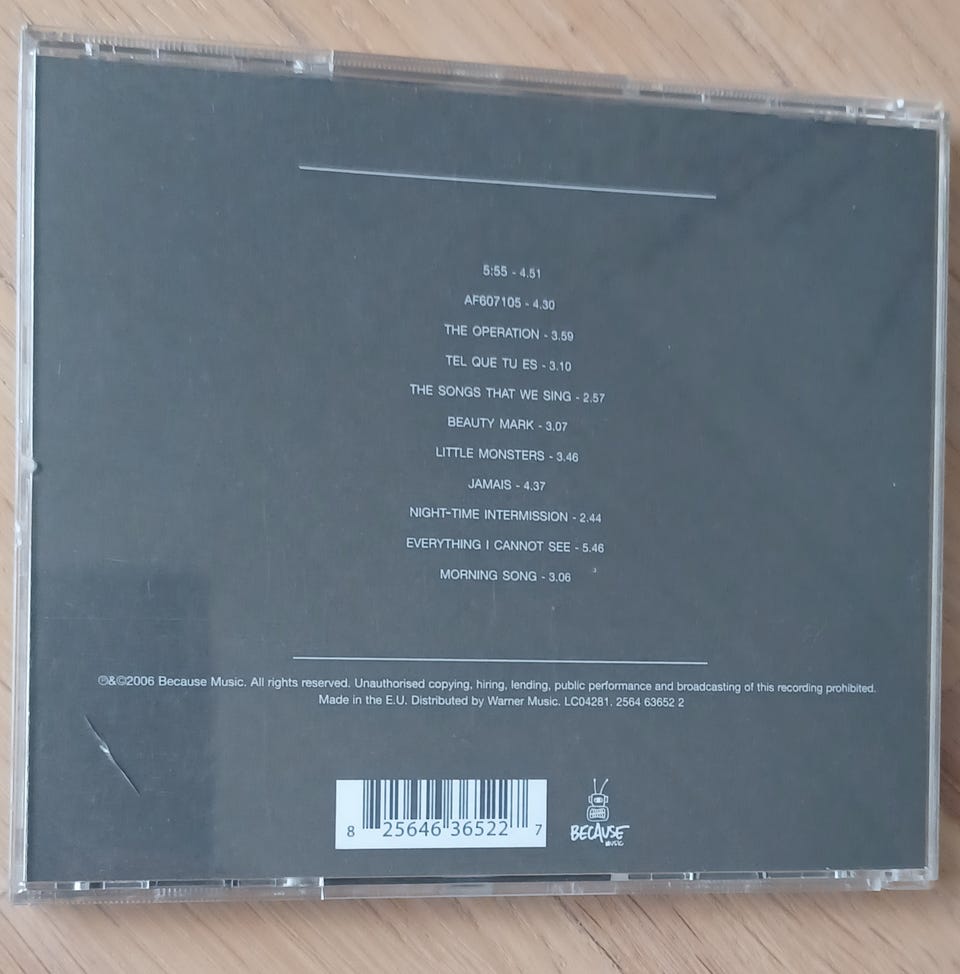 5:55 - 4.51
AF607105 - 4.30
THE OPERATION - 3.59
TEL QUE TU ES - 3.10
THE SONGS THAT WE SING - 2.57
BEAUTY MARK - 3.07
LITTLE MONSTERS - 3.46
JAMAIS - 4.37
NIGHT-TIME INTERMISSION - 2.44
EVERYTHING I CANNOT SEE - 5.46
MORNING SONG - 3.06
℗&©2006 Because Music. All rights reserved. Unauthorised copying, hiring, lending, public performance and broadcasting of this recording prohibited.
Made in the E.U. Distributed by Warner Music. LC04281. 2564 63652 2
8 25646 36522 7
BECAUSE
MUSIC